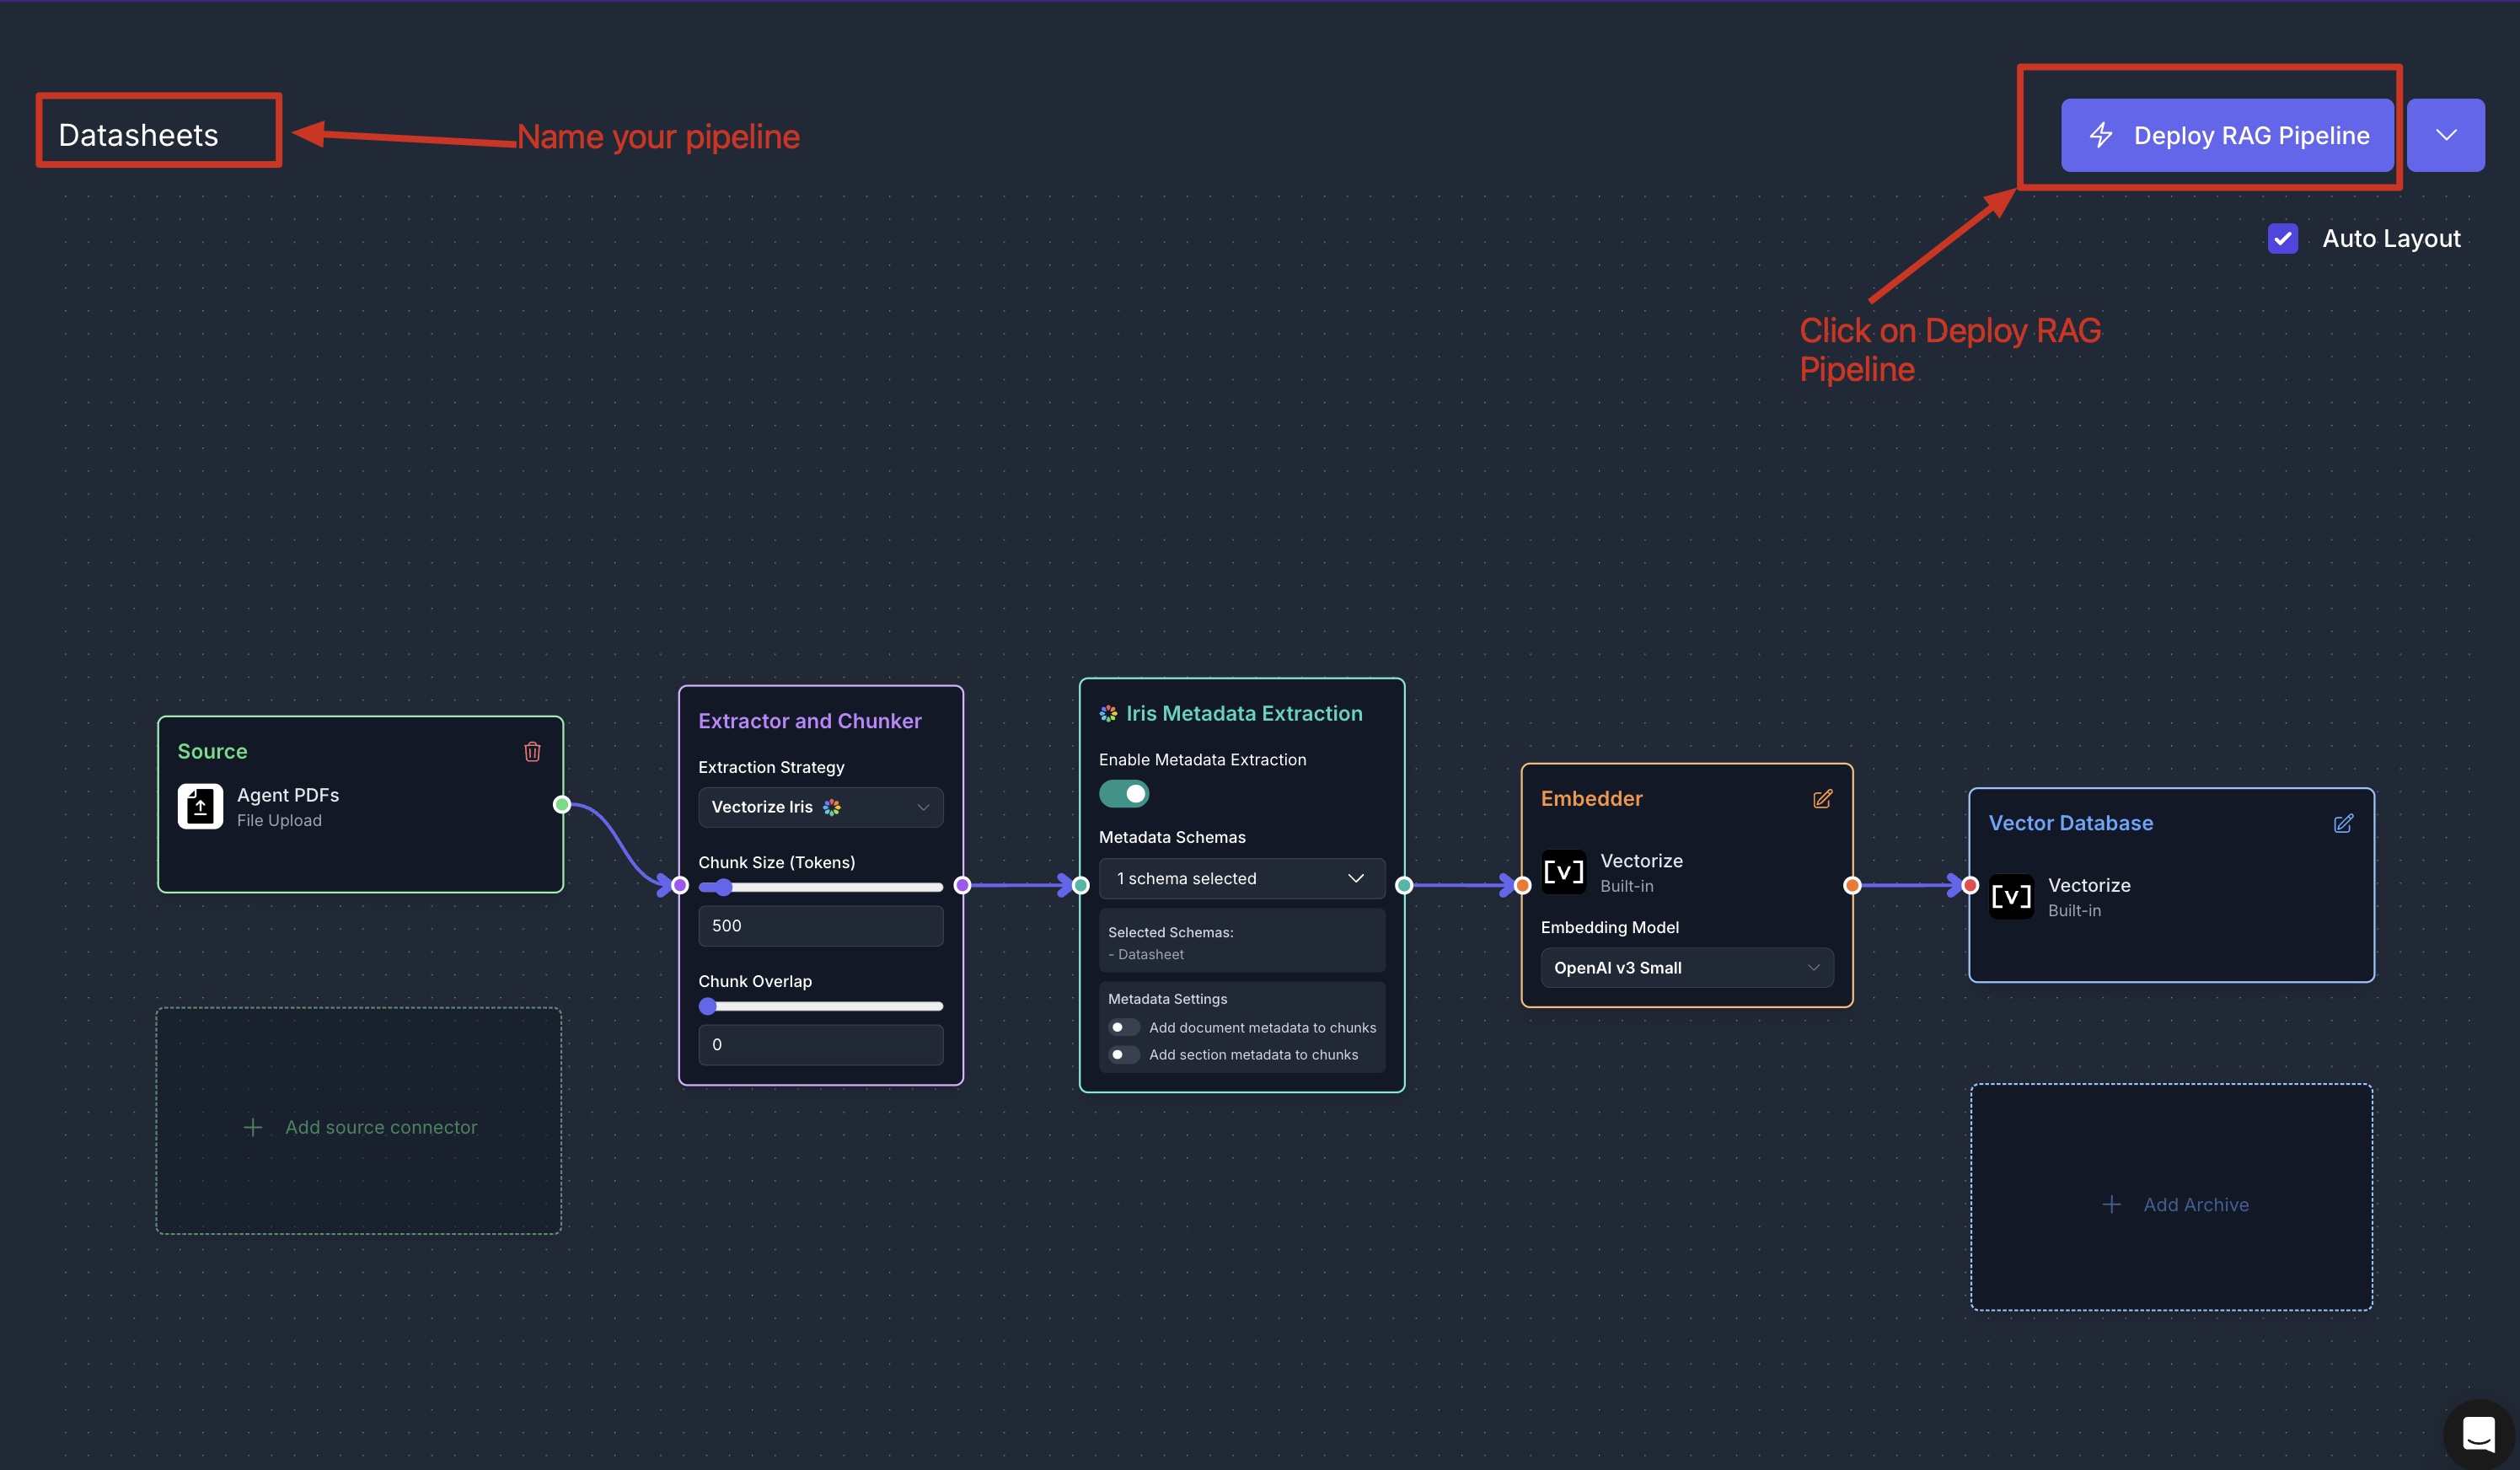 Datasheets
Name your pipeline
Deploy RAG Pipeline
Auto Layout
Click on Deploy RAG
Pipeline
Source
Agent PDFs
File Upload
Add source connector
Extractor and Chunker
Extraction Strategy
Vectorize Iris
Chunk Size (Tokens)
500
Chunk Overlap
0
Iris Metadata Extraction
Enable Metadata Extraction
Metadata Schemas
1 schema selected
Selected Schemas:
- Datasheet
Metadata Settings
Add document metadata to chunks
Add section metadata to chunks
Embedder
[v]
Vectorize
Built-in
Embedding Model
OpenAI v3 Small
Vector Database
[v]
Vectorize
Built-in
Add Archive